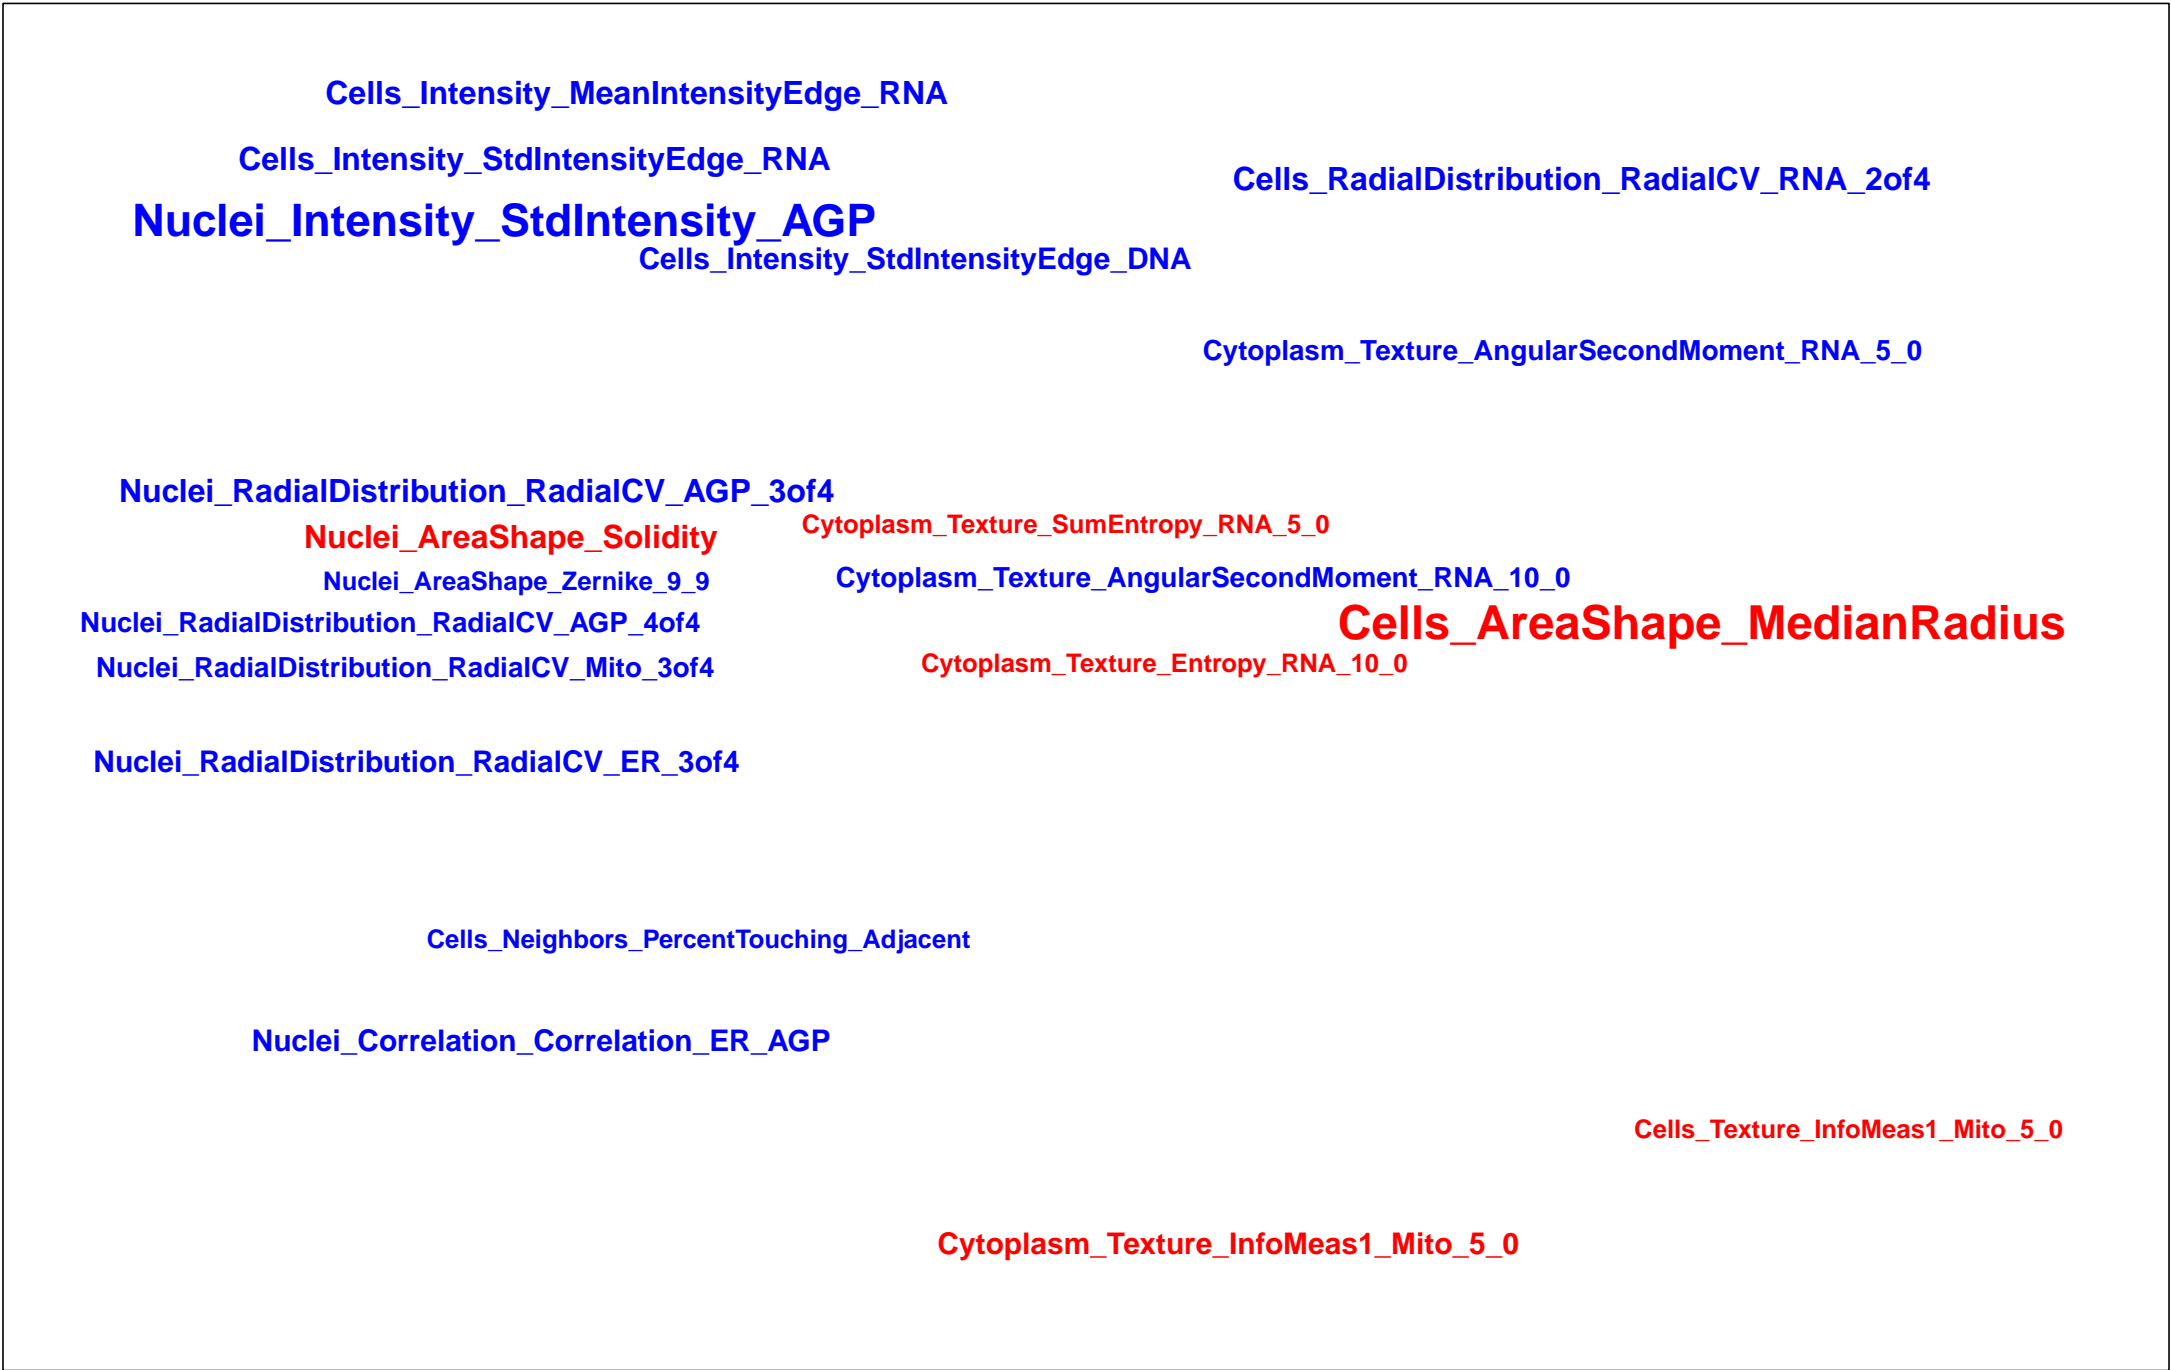 Cells_Intensity_MeanIntensityEdge_RNA
Cells_Intensity_StdIntensityEdge_RNA
Cells_RadialDistribution_RadialCV_RNA_2of4
Nuclei_Intensity_StdIntensity_AGP
Cells_Intensity_StdIntensityEdge_DNA
Cytoplasm_Texture_AngularSecondMoment_RNA_5_0
Nuclei_RadialDistribution_RadialCV_AGP_3of4
Cytoplasm_Texture_SumEntropy_RNA_5_0
Nuclei_AreaShape_Solidity
Nuclei_AreaShape_Zernike_9_9
Cytoplasm_Texture_AngularSecondMoment_RNA_10_0
Nuclei_RadialDistribution_RadialCV_AGP_4of4
Cells_AreaShape_MedianRadius
Nuclei_RadialDistribution_RadialCV_Mito_3of4
Cytoplasm_Texture_Entropy_RNA_10_0
Nuclei_RadialDistribution_RadialCV_ER_3of4
Cells_Neighbors_PercentTouching_Adjacent
Nuclei_Correlation_Correlation_ER_AGP
Cells_Texture_InfoMeas1_Mito_5_0
Cytoplasm_Texture_InfoMeas1_Mito_5_0